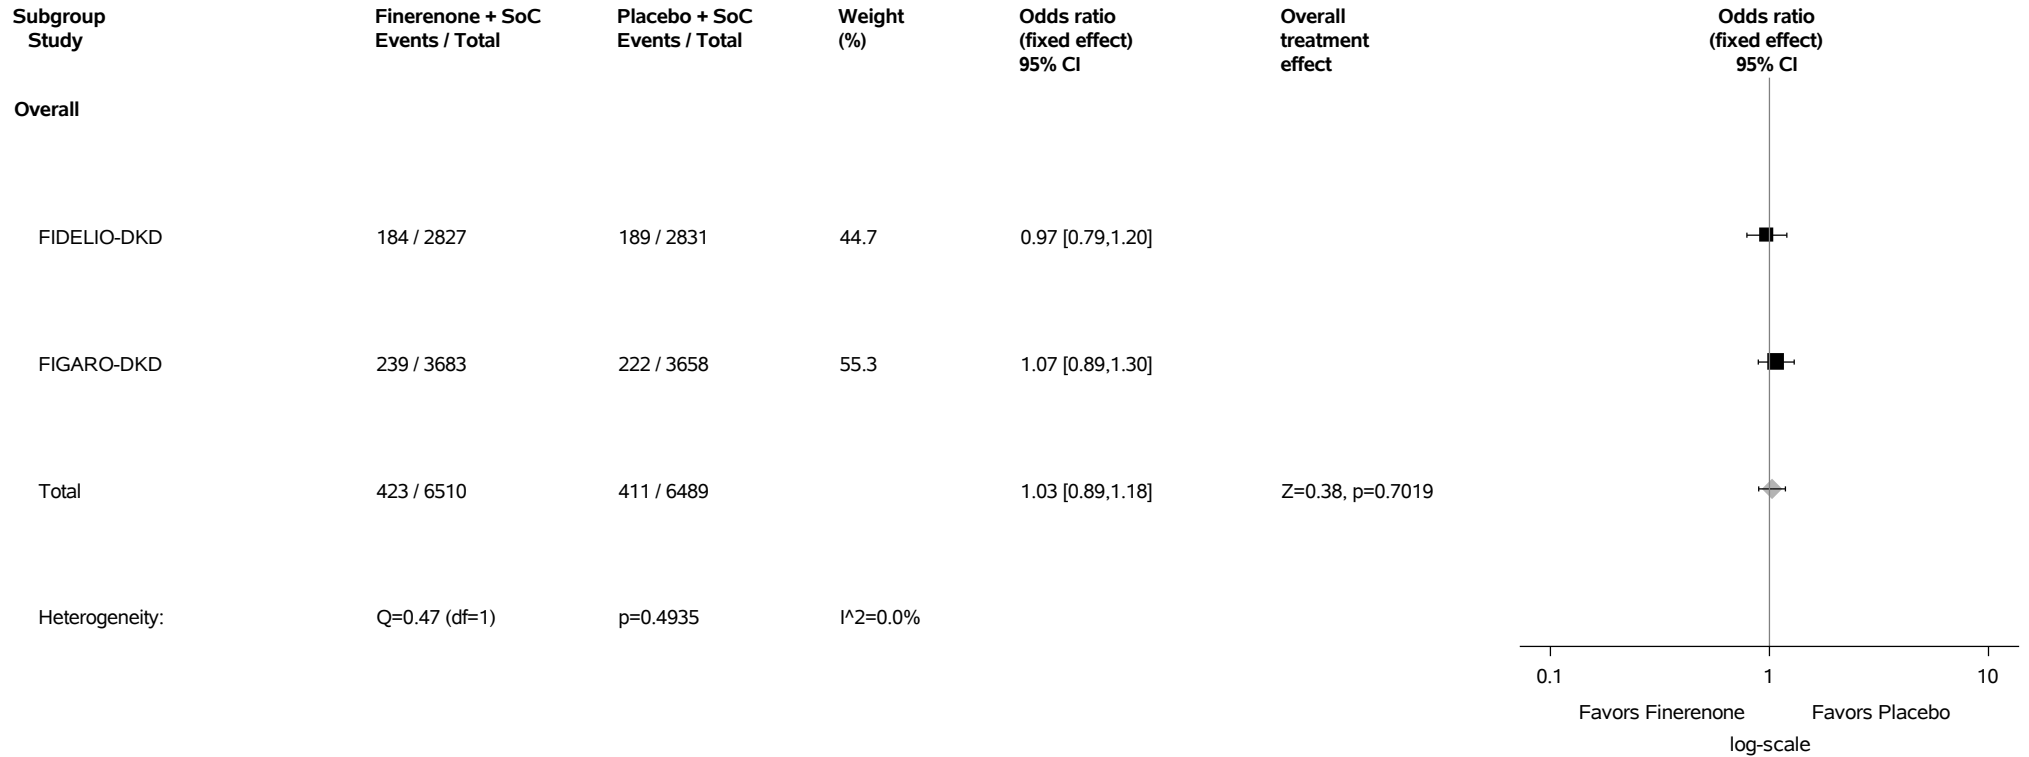 Subgroup Finerenone + SoC Placebo + SoC Weight Odds ratio Overall Odds ratio
Study Events / Total Events / Total (%) (fixed effect) treatment (fixed effect)
95% CI effect 95% CI
Overall
FIDELIO-DKD 184 / 2827 189 / 2831 44.7 0.97 [0.79,1.20]
FIGARO-DKD 239 / 3683 222 / 3658 55.3 1.07 [0.89,1.30]
Total 423 / 6510 411 / 6489 1.03 [0.89,1.18] Z=0.38, p=0.7019
Heterogeneity: Q=0.47 (df=1) p=0.4935 I^2=0.0%
0.1 1 10
Favors Finerenone Favors Placebo
log-scale